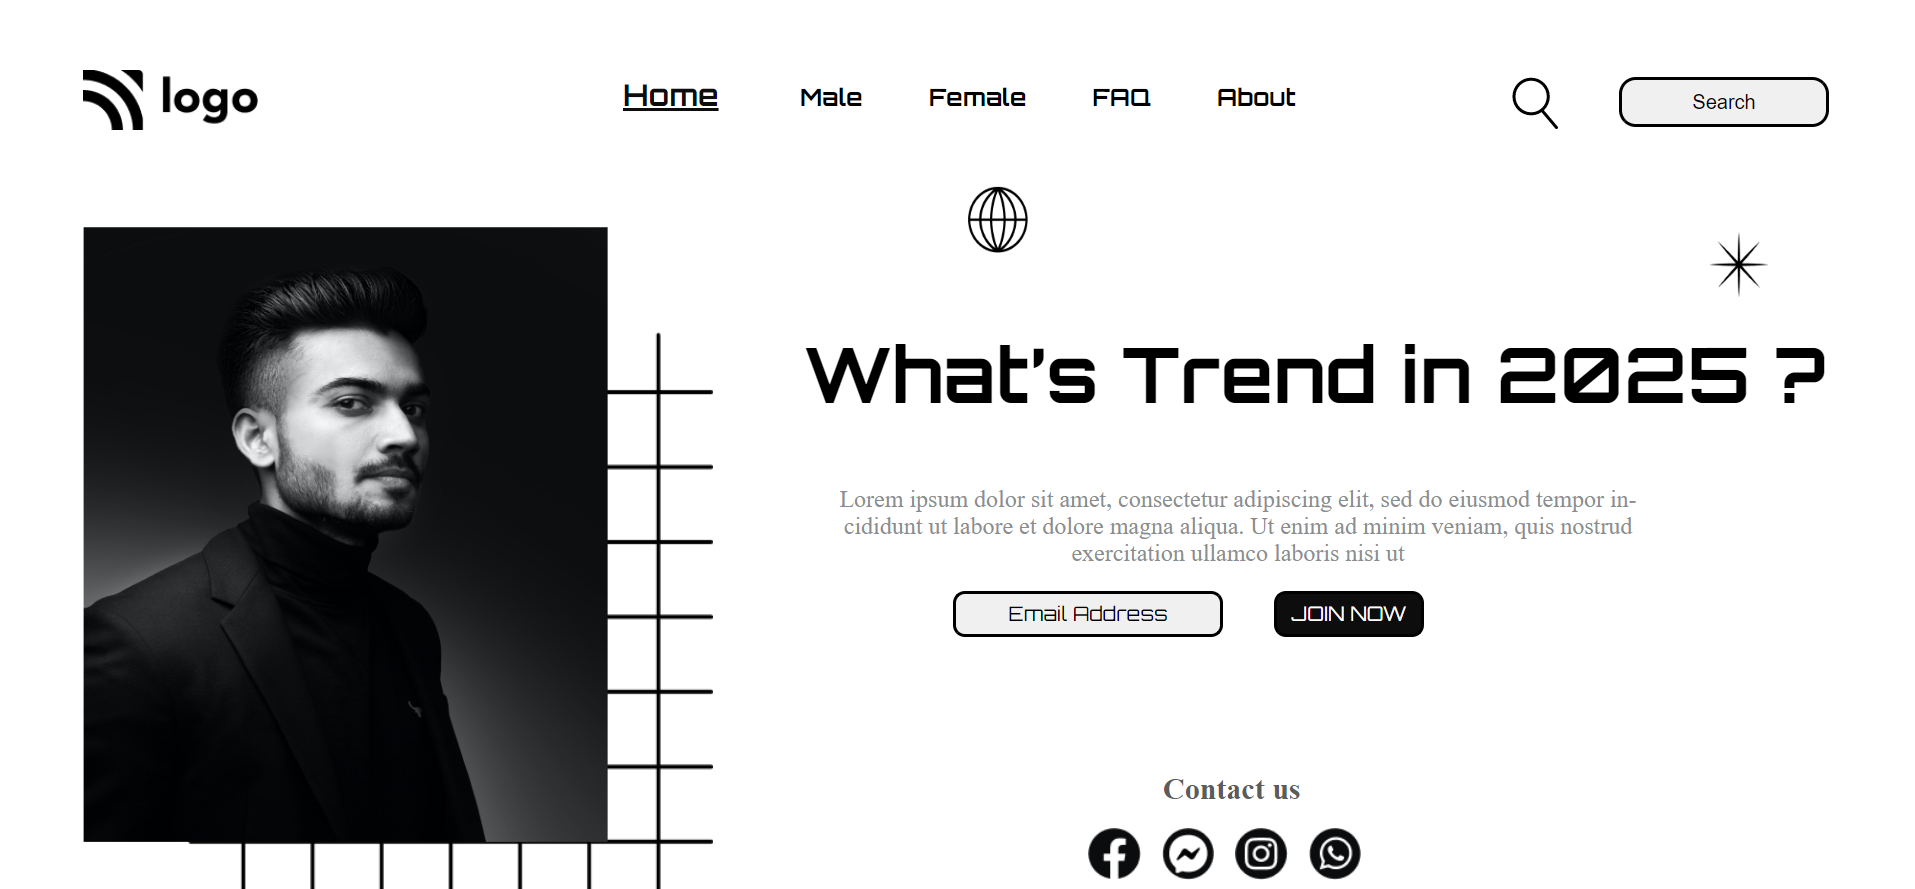 logo
Home Male Female FAQ About
Search
What's Trend in 2025 ?
Lorem ipsum dolor sit amet, consectetur adipiscing elit, sed do eiusmod tempor in-
cididunt ut labore et dolore magna aliqua. Ut enim ad minim veniam, quis nostrud
exercitation ullamco laboris nisi ut
Email Address JOIN NOW
Contact us